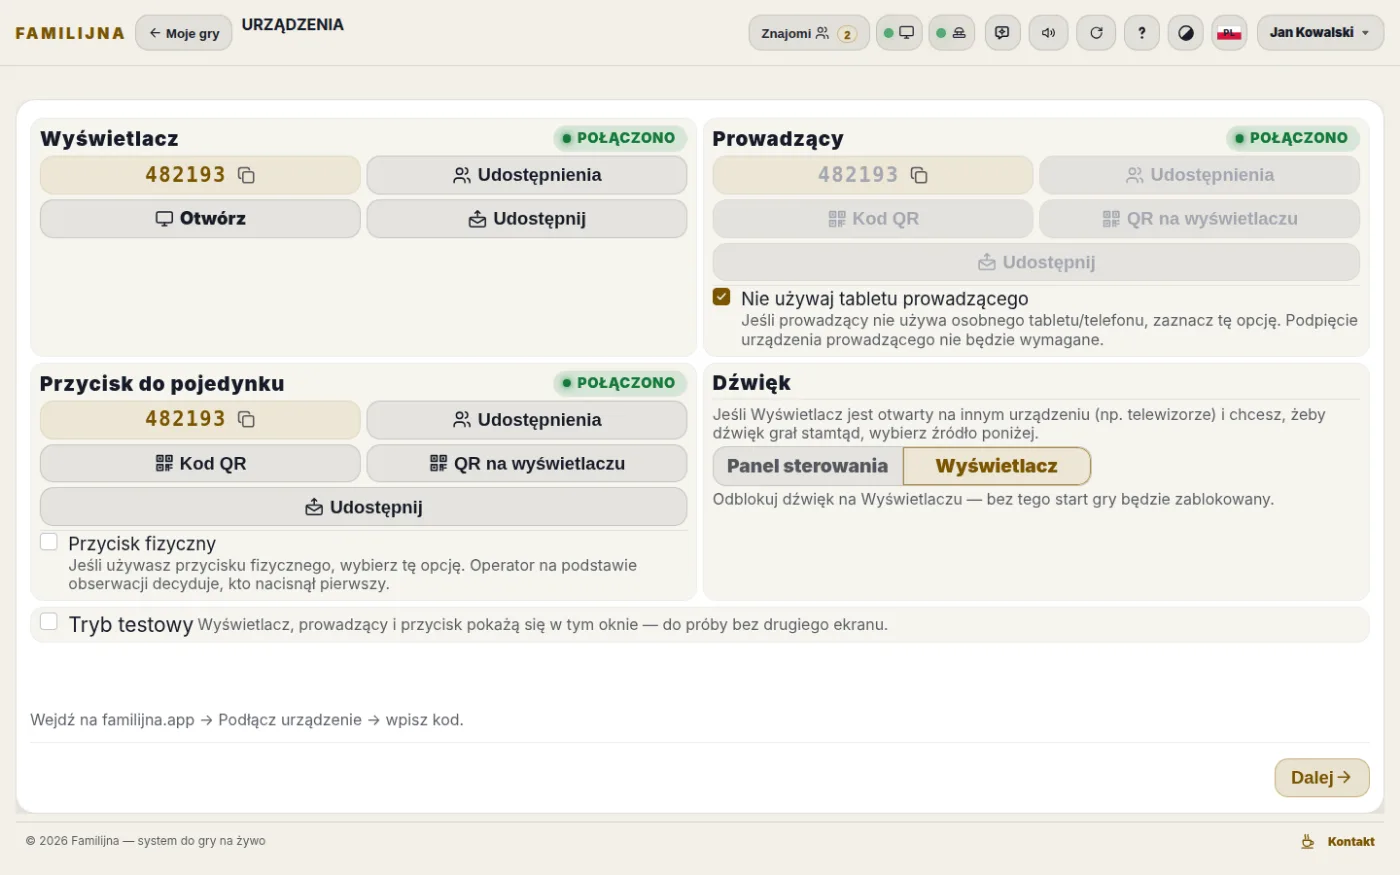 FAMILIJNA
← Moje gry
URZĄDZENIA
Znajomi 2
?
PL
Jan Kowalski
Wyświetlacz
POŁĄCZONO
482193
Udostępnienia
Otwórz
Udostępnij
Prowadzący
POŁĄCZONO
482193
Udostępnienia
Kod QR
QR na wyświetlaczu
Udostępnij
Nie używaj tabletu prowadzącego
Jeśli prowadzący nie używa osobnego tabletu/telefonu, zaznacz tę opcję. Podpięcie
urządzenia prowadzącego nie będzie wymagane.
Przycisk do pojedynku
POŁĄCZONO
482193
Udostępnienia
Kod QR
QR na wyświetlaczu
Udostępnij
Przycisk fizyczny
Jeśli używasz przycisku fizycznego, wybierz tę opcję. Operator na podstawie
obserwacji decyduje, kto nacisnął pierwszy.
Dźwięk
Jeśli Wyświetlacz jest otwarty na innym urządzeniu (np. telewizorze) i chcesz, żeby
dźwięk grał stamtąd, wybierz źródło poniżej.
Panel sterowania
Wyświetlacz
Odblokuj dźwięk na Wyświetlaczu — bez tego start gry będzie zablokowany.
Tryb testowy Wyświetlacz, prowadzący i przycisk pokażą się w tym oknie — do próby bez drugiego ekranu.
Wejdź na familijna.app → Podłącz urządzenie → wpisz kod.
Dalej →
© 2026 Familijna — system do gry na żywo
Kontakt